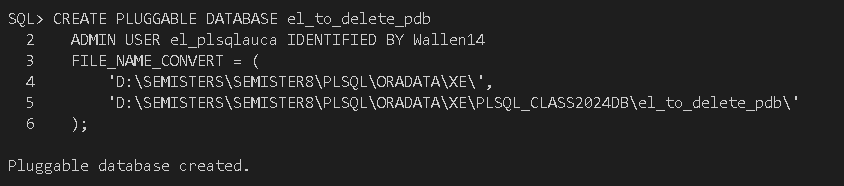 SQL> CREATE PLUGGABLE DATABASE el_to_delete_pdb
  2    ADMIN USER el_plsqlauca IDENTIFIED BY Wallen14
  3    FILE_NAME_CONVERT = (
  4        'D:\SEMISTERS\SEMISTER8\PLSQL\ORADATA\XE\',
  5        'D:\SEMISTERS\SEMISTER8\PLSQL\ORADATA\XE\PLSQL_CLASS2024DB\el_to_delete_pdb\'
  6    );
Pluggable database created.